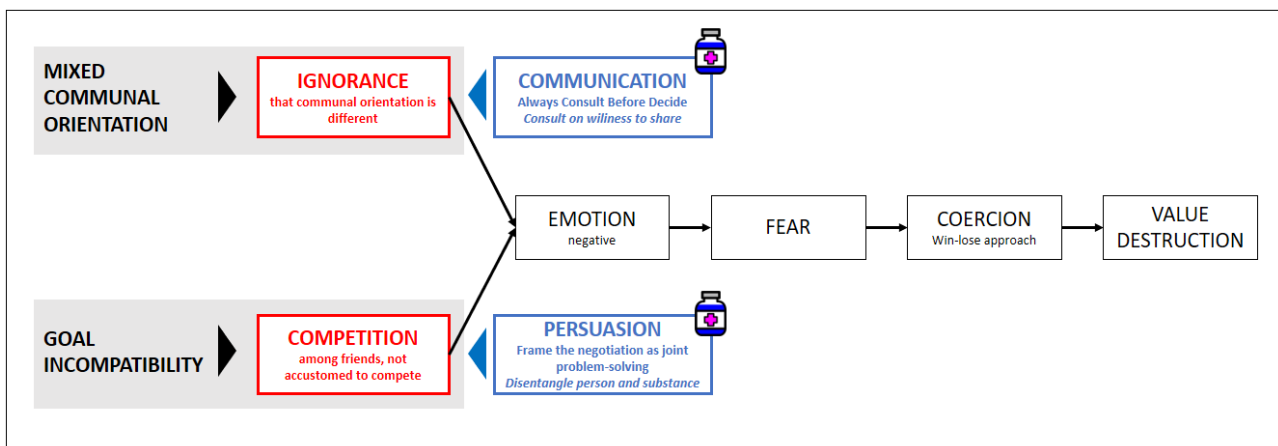 MIXED
COMMUNAL
ORIENTATION
IGNORANCE
that communal orientation is
different
COMMUNICATION
Always Consult Before Decide
Consult on wiliness to share
EMOTION
negative
FEAR
COERCION
Win-lose approach
VALUE
DESTRUCTION
GOAL
INCOMPATIBILITY
COMPETITION
among friends, not
accustomed to compete
PERSUASION
Frame the negotiation as joint
problem-solving
Disentangle person and substance